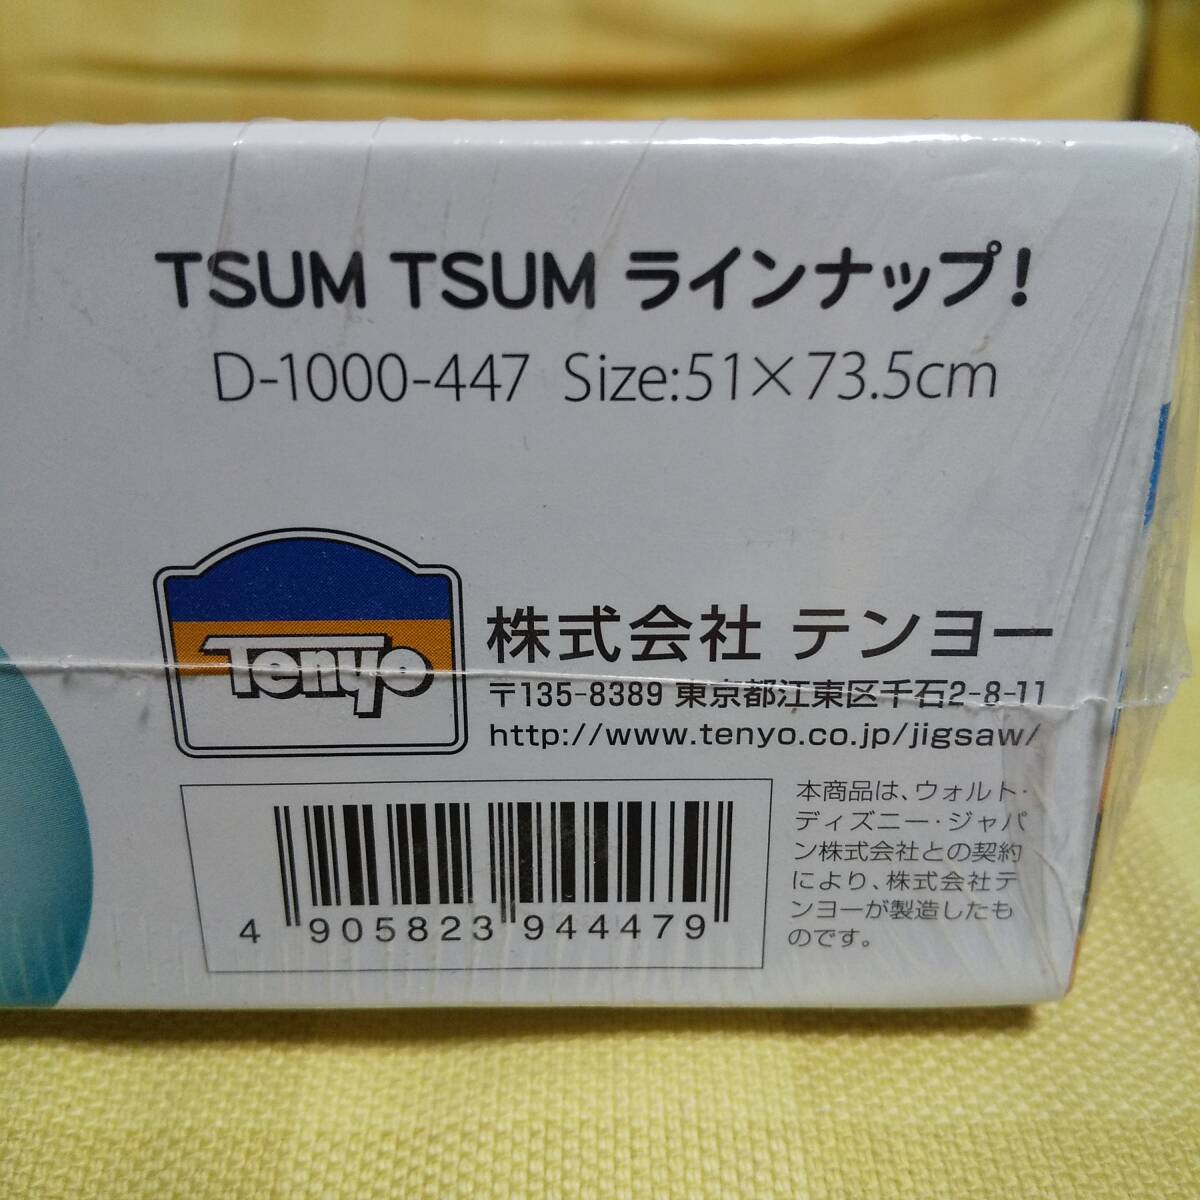 TSUM TSUM ラインナップ!
D-1000-447 Size:51×73.5cm
Tenyo
株式会社 テンヨー
〒135-8389 東京都江東区千石2-8-11
http://www.tenyo.co.jp/jigsaw/
4 905823 944479
本商品は、ウォルト・
ディズニー・ジャパ
ン株式会社との契約
により、株式会社テ
ンヨーが製造したも
のです。